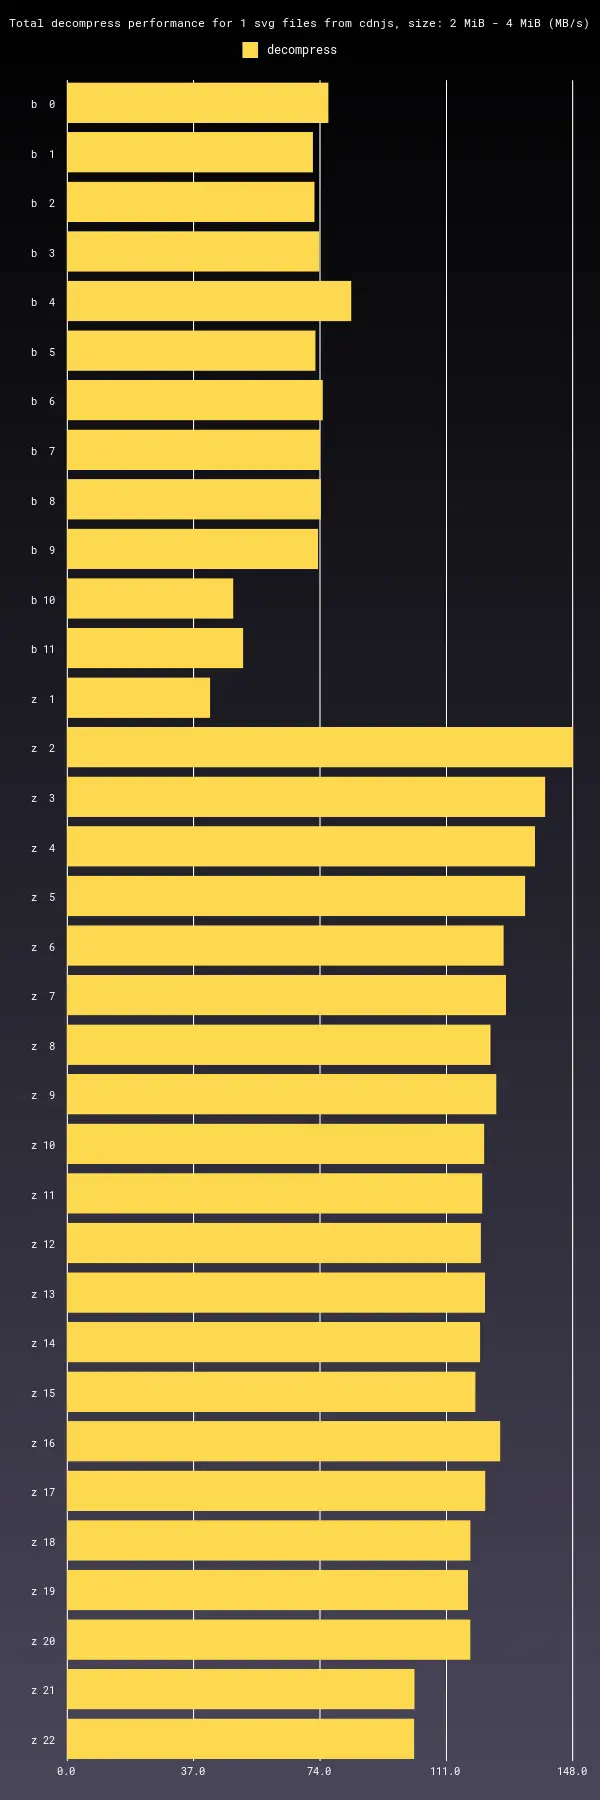 Total decompress performance for 1 svg files from cdnjs, size: 2 MiB - 4 MiB (MB/s)
decompress
b  0
b  1
b  2
b  3
b  4
b  5
b  6
b  7
b  8
b  9
b 10
b 11
z  1
z  2
z  3
z  4
z  5
z  6
z  7
z  8
z  9
z 10
z 11
z 12
z 13
z 14
z 15
z 16
z 17
z 18
z 19
z 20
z 21
z 22
0.0 37.0 74.0 111.0 148.0